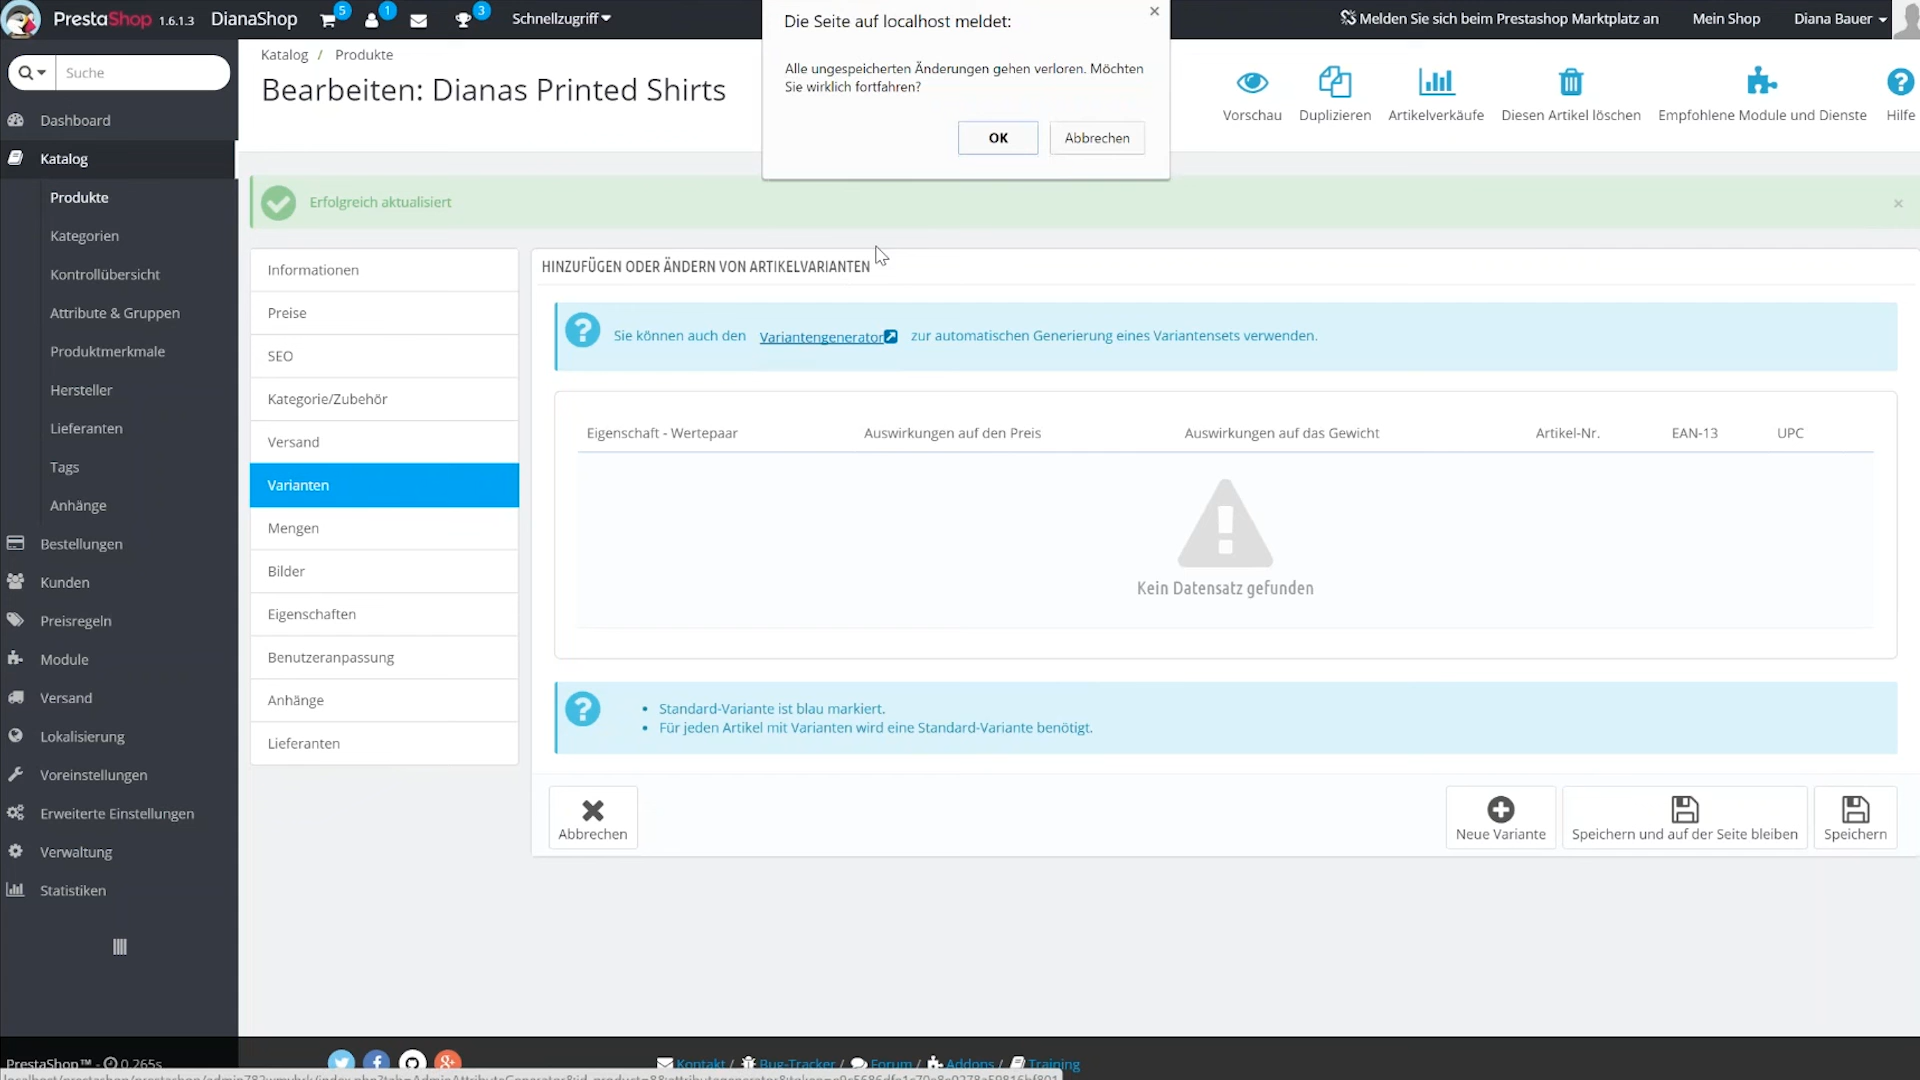 PrestaShop 1.6.1.3 DianaShop 5 1 3 Schnellzugriff
Melden Sie sich beim Prestashop Marktplatz an Mein Shop Diana Bauer
Die Seite auf localhost meldet:
Alle ungespeicherten Änderungen gehen verloren. Möchten
Sie wirklich fortfahren?
OK Abbrechen
Suche
Dashboard
Katalog
Produkte
Kategorien
Kontrollübersicht
Attribute & Gruppen
Produktmerkmale
Hersteller
Lieferanten
Tags
Anhänge
Bestellungen
Kunden
Preisregeln
Module
Versand
Lokalisierung
Voreinstellungen
Erweiterte Einstellungen
Verwaltung
Statistiken
Katalog / Produkte
Bearbeiten: Dianas Printed Shirts
Vorschau Duplizieren Artikelverkäufe Diesen Artikel löschen Empfohlene Module und Dienste Hilfe
Erfolgreich aktualisiert
Informationen
Preise
SEO
Kategorie/Zubehör
Versand
Varianten
Mengen
Bilder
Eigenschaften
Benutzeranpassung
Anhänge
Lieferanten
HINZUFÜGEN ODER ÄNDERN VON ARTIKELVARIANTEN
Sie können auch den Variantengenerator zur automatischen Generierung eines Variantensets verwenden.
Eigenschaft - Wertepaar Auswirkungen auf den Preis Auswirkungen auf das Gewicht Artikel-Nr. EAN-13 UPC
Kein Datensatz gefunden
Standard-Variante ist blau markiert.
Für jeden Artikel mit Varianten wird eine Standard-Variante benötigt.
Abbrechen Neue Variante Speichern und auf der Seite bleiben Speichern
PrestaShop™ - 0.265s
Kontakt / Bug-Tracker / Forum / Addons / Training